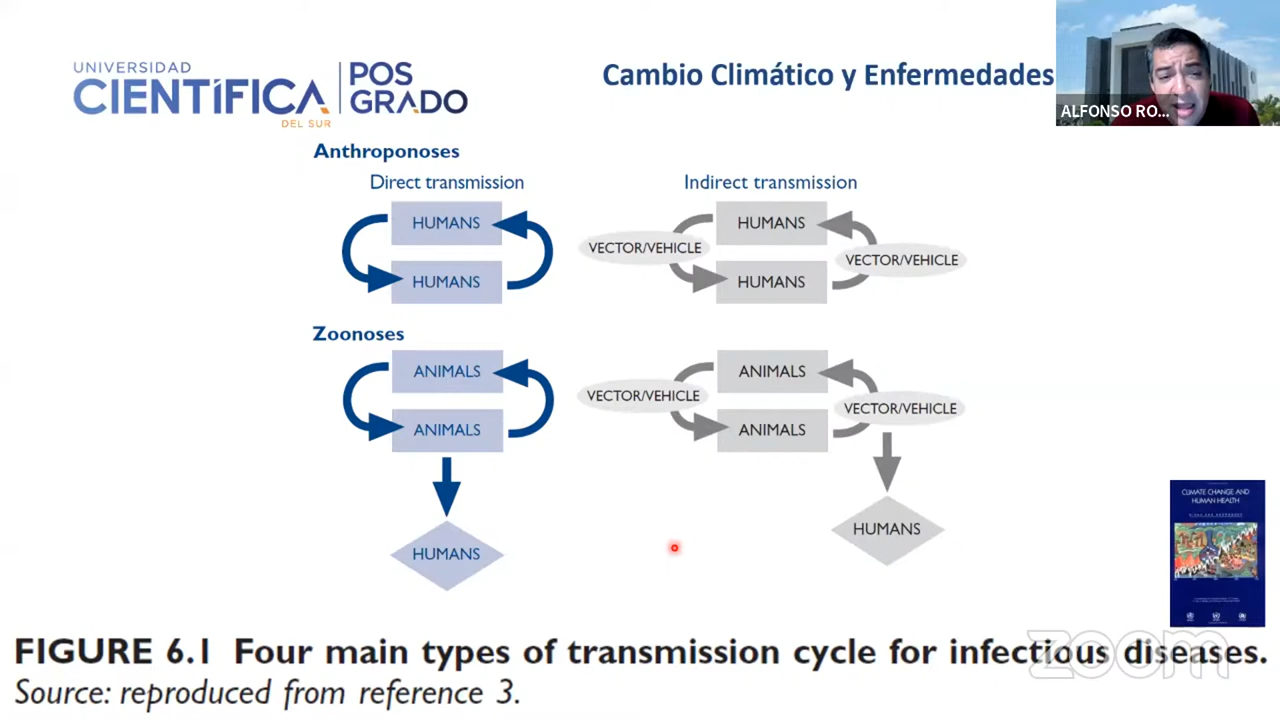 UNIVERSIDAD
CIENTÍFICA
DEL SUR
POS
GRADO
Cambio Climático y Enfermedades
ALFONSO RO...
Anthroponoses
Direct transmission
Indirect transmission
HUMANS
HUMANS
VECTOR/VEHICLE
HUMANS
HUMANS
VECTOR/VEHICLE
Zoonoses
ANIMALS
ANIMALS
HUMANS
VECTOR/VEHICLE
ANIMALS
ANIMALS
VECTOR/VEHICLE
HUMANS
CLIMATE CHANGE AND
HUMAN HEALTH
FIGURE 6.1 Four main types of transmission cycle for infectious diseases.
Source: reproduced from reference 3.
zoom